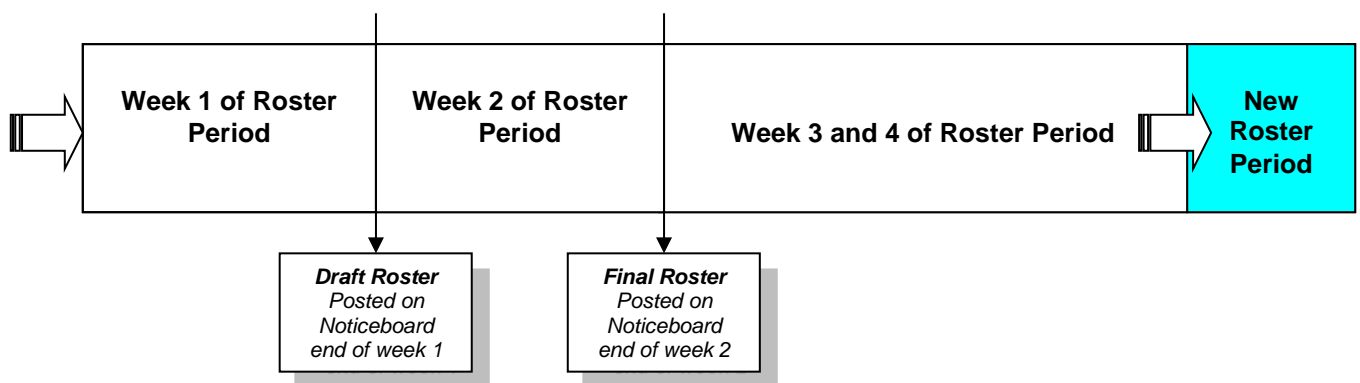 Week 1 of Roster
Period
Week 2 of Roster
Period
Week 3 and 4 of Roster Period
New
Roster
Period
Draft Roster
Posted on
Noticeboard
end of week 1
Final Roster
Posted on
Noticeboard
end of week 2